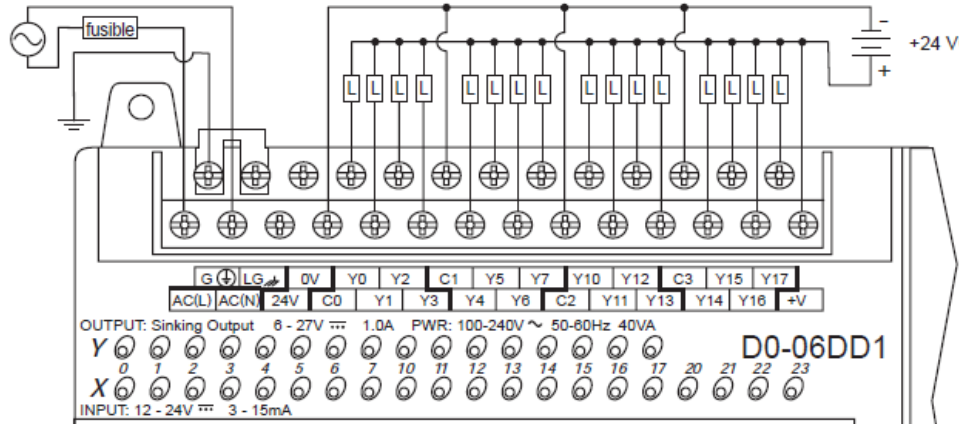 fusible
+24 V
-
+
L L L L L L L L L L L L L L L L
G LG 0V Y0 Y2 C1 Y5 Y7 Y10 Y12 C3 Y15 Y17
AC(L) AC(N) 24V C0 Y1 Y3 Y4 Y6 C2 Y11 Y13 Y14 Y16 +V
OUTPUT: Sinking Output 6 - 27V 1.0A PWR: 100-240V ~ 50-60Hz 40VA
D0-06DD1
Y
0 1 2 3 4 5 6 7 10 11 12 13 14 15 16 17 20 21 22 23
X
INPUT: 12 - 24V 3 - 15mA